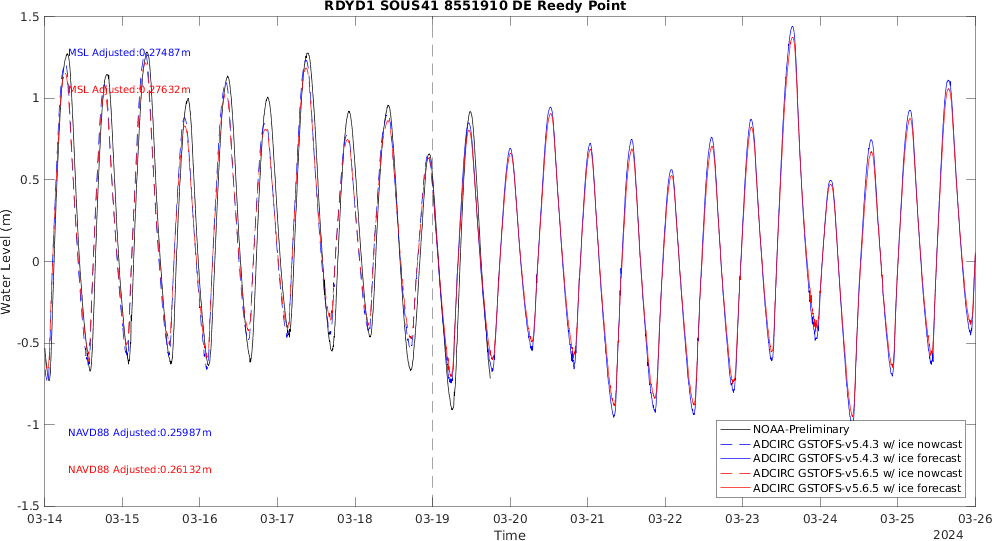 RDYD1 SOUS41 8551910 DE Reedy Point
1.5
1
0.5
0
-0.5
-1
-1.5
Water Level (m)
MSL Adjusted:0.27487m
MSL Adjusted:0.27632m
NAVD88 Adjusted:0.25987m
NAVD88 Adjusted:0.26132m
NOAA-Preliminary
ADCIRC GSTOFS-v5.4.3 w/ ice nowcast
ADCIRC GSTOFS-v5.4.3 w/ ice forecast
ADCIRC GSTOFS-v5.6.5 w/ ice nowcast
ADCIRC GSTOFS-v5.6.5 w/ ice forecast
03-14 03-15 03-16 03-17 03-18 03-19 03-20 03-21 03-22 03-23 03-24 03-25 03-26
Time
2024